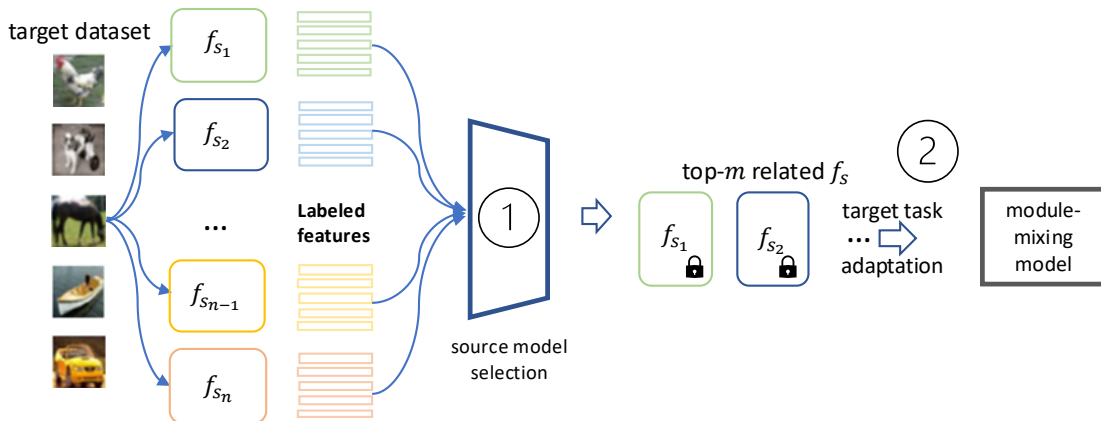 target dataset
f_{s_1}
f_{s_2}
...
f_{s_{n-1}}
f_{s_n}
Labeled
features
1
source model
selection
top-m related f_s
f_{s_1}
f_{s_2}
...
2
target task
adaptation
module-
mixing
model